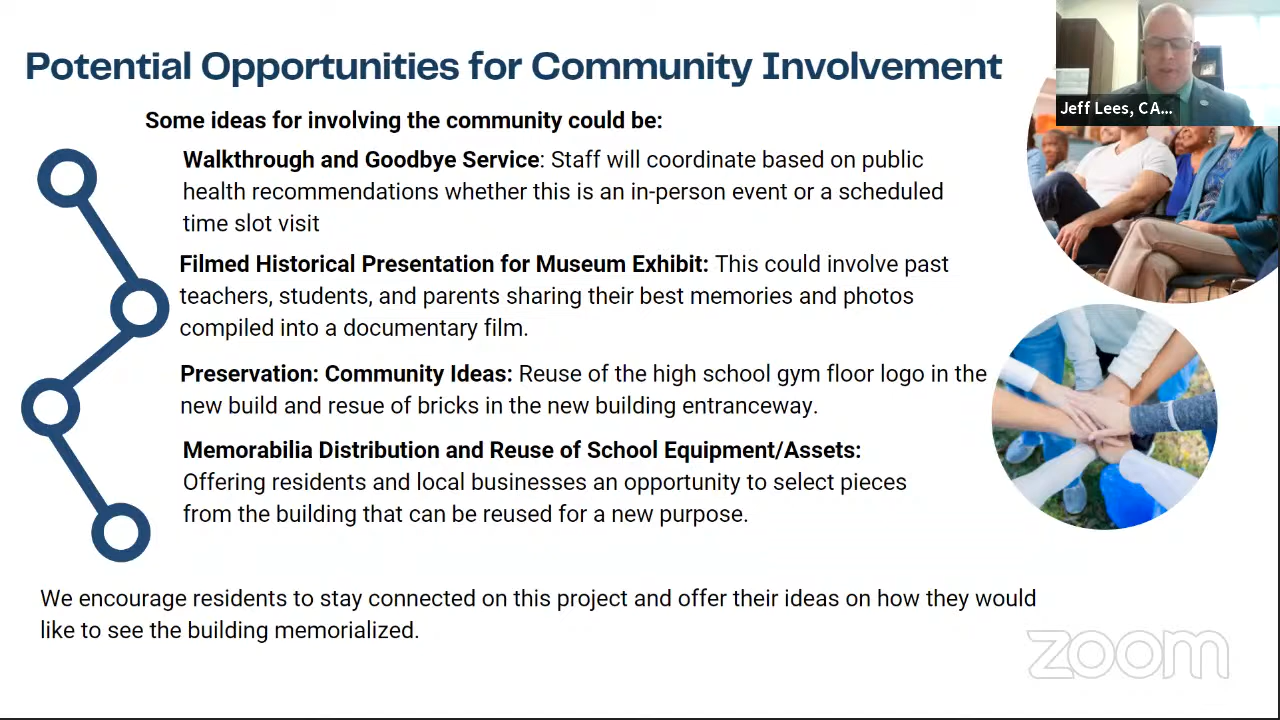 Potential Opportunities for Community Involvement
Jeff Lees, CA...
Some ideas for involving the community could be:
Walkthrough and Goodbye Service: Staff will coordinate based on public
health recommendations whether this is an in-person event or a scheduled
time slot visit
Filmed Historical Presentation for Museum Exhibit: This could involve past
teachers, students, and parents sharing their best memories and photos
compiled into a documentary film.
Preservation: Community Ideas: Reuse of the high school gym floor logo in the
new build and resue of bricks in the new building entranceway.
Memorabilia Distribution and Reuse of School Equipment/Assets:
Offering residents and local businesses an opportunity to select pieces
from the building that can be reused for a new purpose.
We encourage residents to stay connected on this project and offer their ideas on how they would
like to see the building memorialized.
zoom